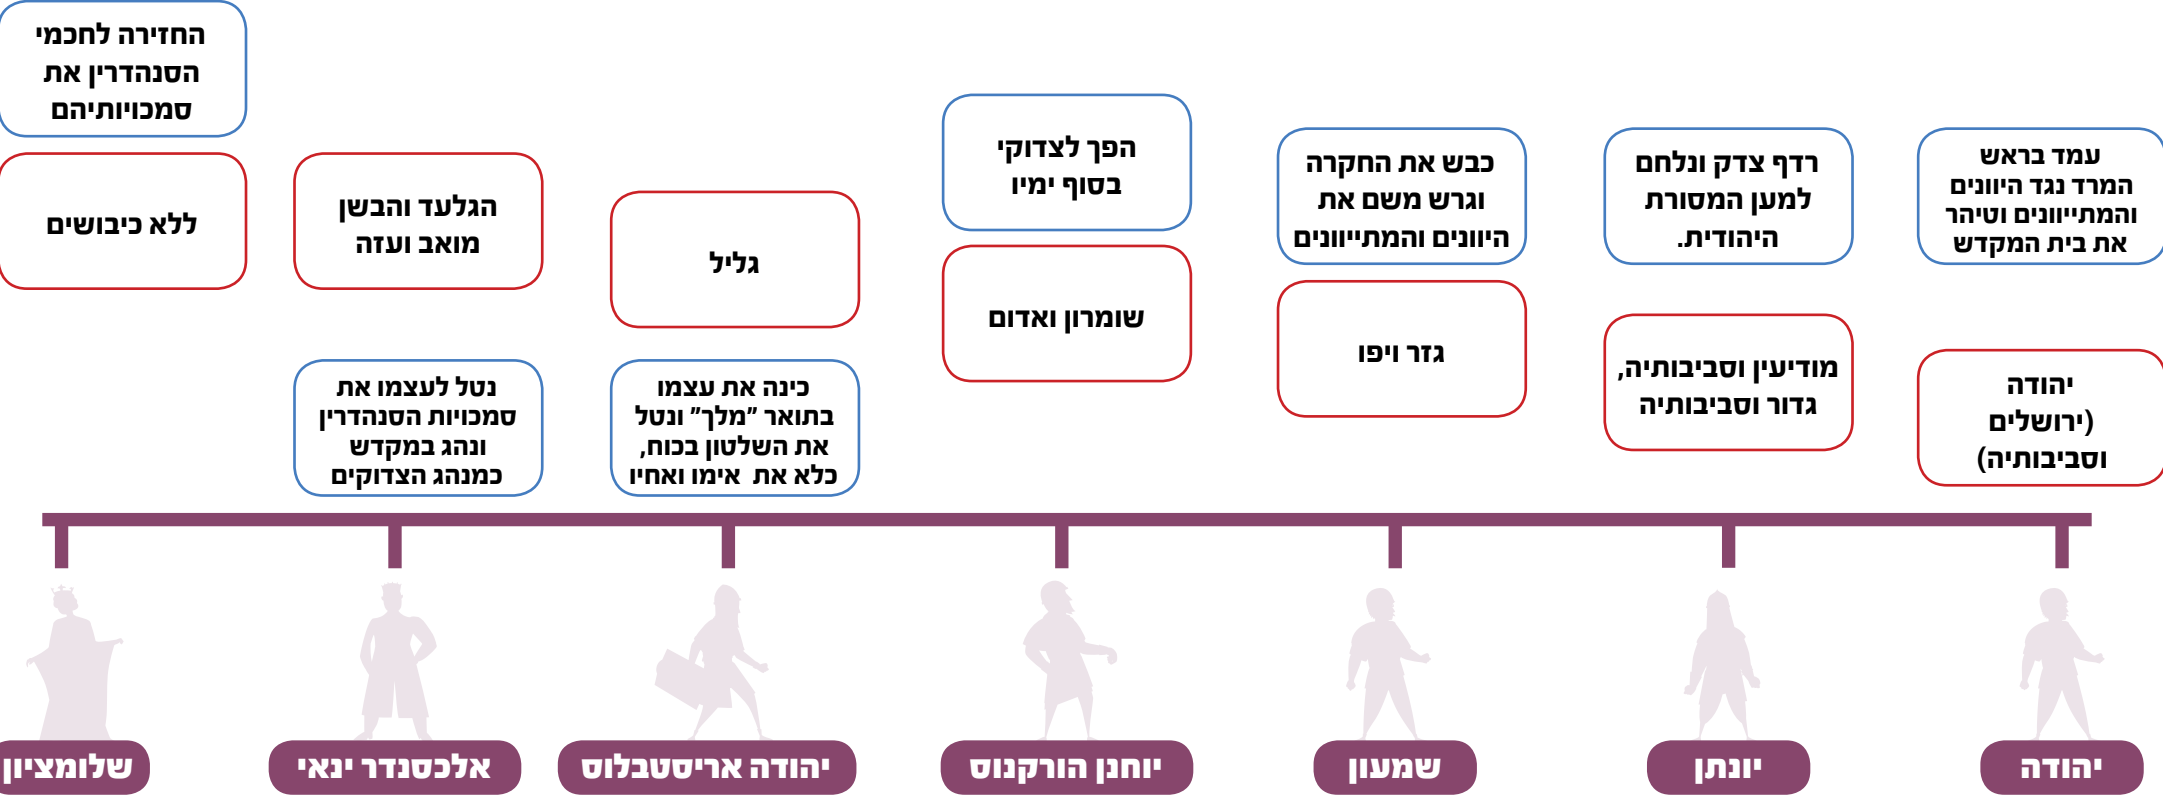 עמד בראש
המרד נגד היוונים
והמתייוונים וטיהר
את בית המקדש
יהודה
(ירושלים
וסביבותיה)
יהודה
רדף צדק ונלחם
למען המסורת
היהודית.
מודיעין וסביבותיה,
גדור וסביבותיה
יונתן
כבש את החקרה
וגרש משם את
היוונים והמתייוונים
גזר ויפו
שמעון
הפך לצדוקי
בסוף ימיו
שומרון ואדום
יוחנן הורקנוס
גליל
כינה את עצמו
בתואר "מלך" ונטל
את השלטון בכוח,
כלא את אימו ואחיו
יהודה אריסטבלוס
הגלעד והבשן
מואב ועזה
נטל לעצמו את
סמכויות הסנהדרין
ונהג במקדש
כמנהג הצדוקים
אלכסנדר ינאי
החזירה לחכמי
הסנהדרין את
סמכויותיהם
ללא כיבושים
שלומציון